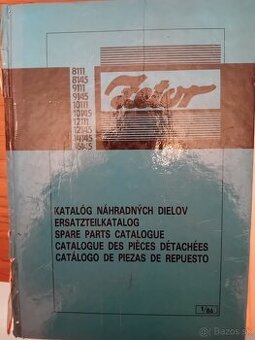 8111
8145
9111
9145
10111
10145
12111
12145
14145
16145
Zetor
KATALÓG NÁHRADNÝCH DIELOV
ERSATZTEILKATALOG
SPARE PARTS CATALOGUE
CATALOGUE DES PIÈCES DÉTACHÉES
CATÁLOGO DE PIEZAS DE REPUESTO
1/86
Bazos.sk